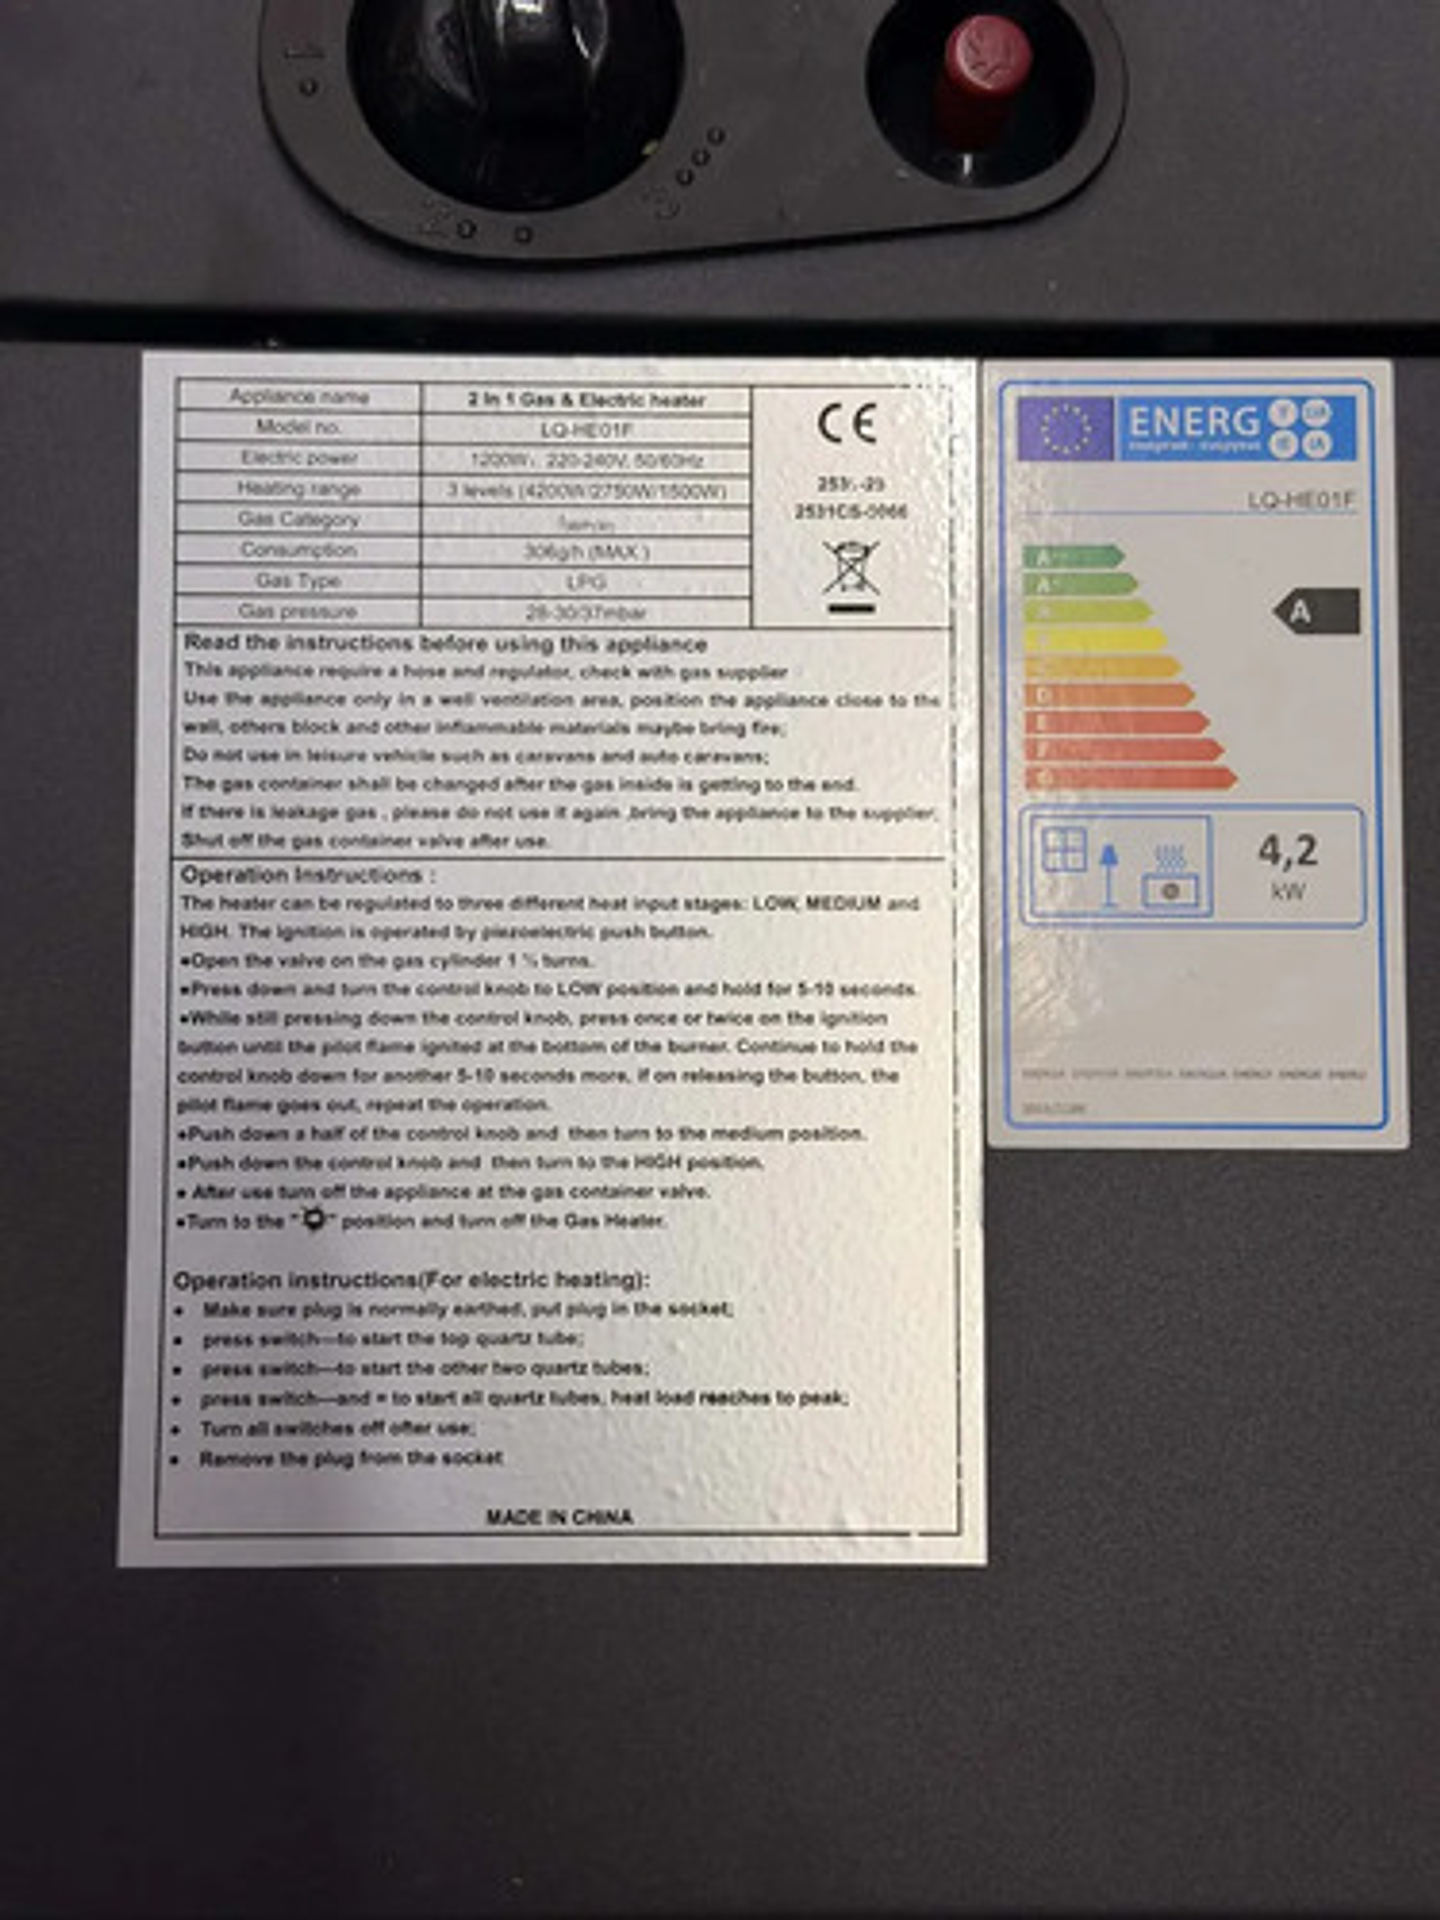 Appliance name 2 in 1 Gas & Electric heater
Model no. LQ-HE01F
Electric power 1200W, 220-240V, 50/60Hz
Heating range 3 levels (4200W/2750W/1500W)
Gas Category
Consumption 306g/h (MAX )
Gas Type LPG
Gas pressure 28-30/37mbar
CE
2531CS-0066
Read the instructions before using this appliance
This appliance require a hose and regulator, check with gas supplier
Use the appliance only in a well ventilation area, position the appliance close to the
wall, others block and other inflammable materials maybe bring fire;
Do not use in leisure vehicle such as caravans and auto caravans;
The gas container shall be changed after the gas inside is getting to the end.
If there is leakage gas , please do not use it again ,bring the appliance to the supplier;
Shut off the gas container valve after use.
Operation Instructions :
The heater can be regulated to three different heat input stages: LOW, MEDIUM and
HIGH. The ignition is operated by piezoelectric push button.
•Open the valve on the gas cylinder 1 ½ turns.
•Press down and turn the control knob to LOW position and hold for 5-10 seconds.
•While still pressing down the control knob, press once or twice on the ignition
button until the pilot flame ignited at the bottom of the burner. Continue to hold the
control knob down for another 5-10 seconds more, if on releasing the button, the
pilot flame goes out, repeat the operation.
•Push down a half of the control knob and then turn to the medium position.
•Push down the control knob and then turn to the HIGH position.
• After use turn off the appliance at the gas container valve.
•Turn to the " " position and turn off the Gas Heater.
Operation instructions(For electric heating):
• Make sure plug is normally earthed, put plug in the socket;
• press switch—to start the top quartz tube;
• press switch—to start the other two quartz tubes;
• press switch—and = to start all quartz tubes, heat load reaches to peak;
• Turn all switches off ofter use;
• Remove the plug from the socket
MADE IN CHINA
ENERG
LQ-HE01F
A++
A+
A
A
D
E
F
G
4,2
kW